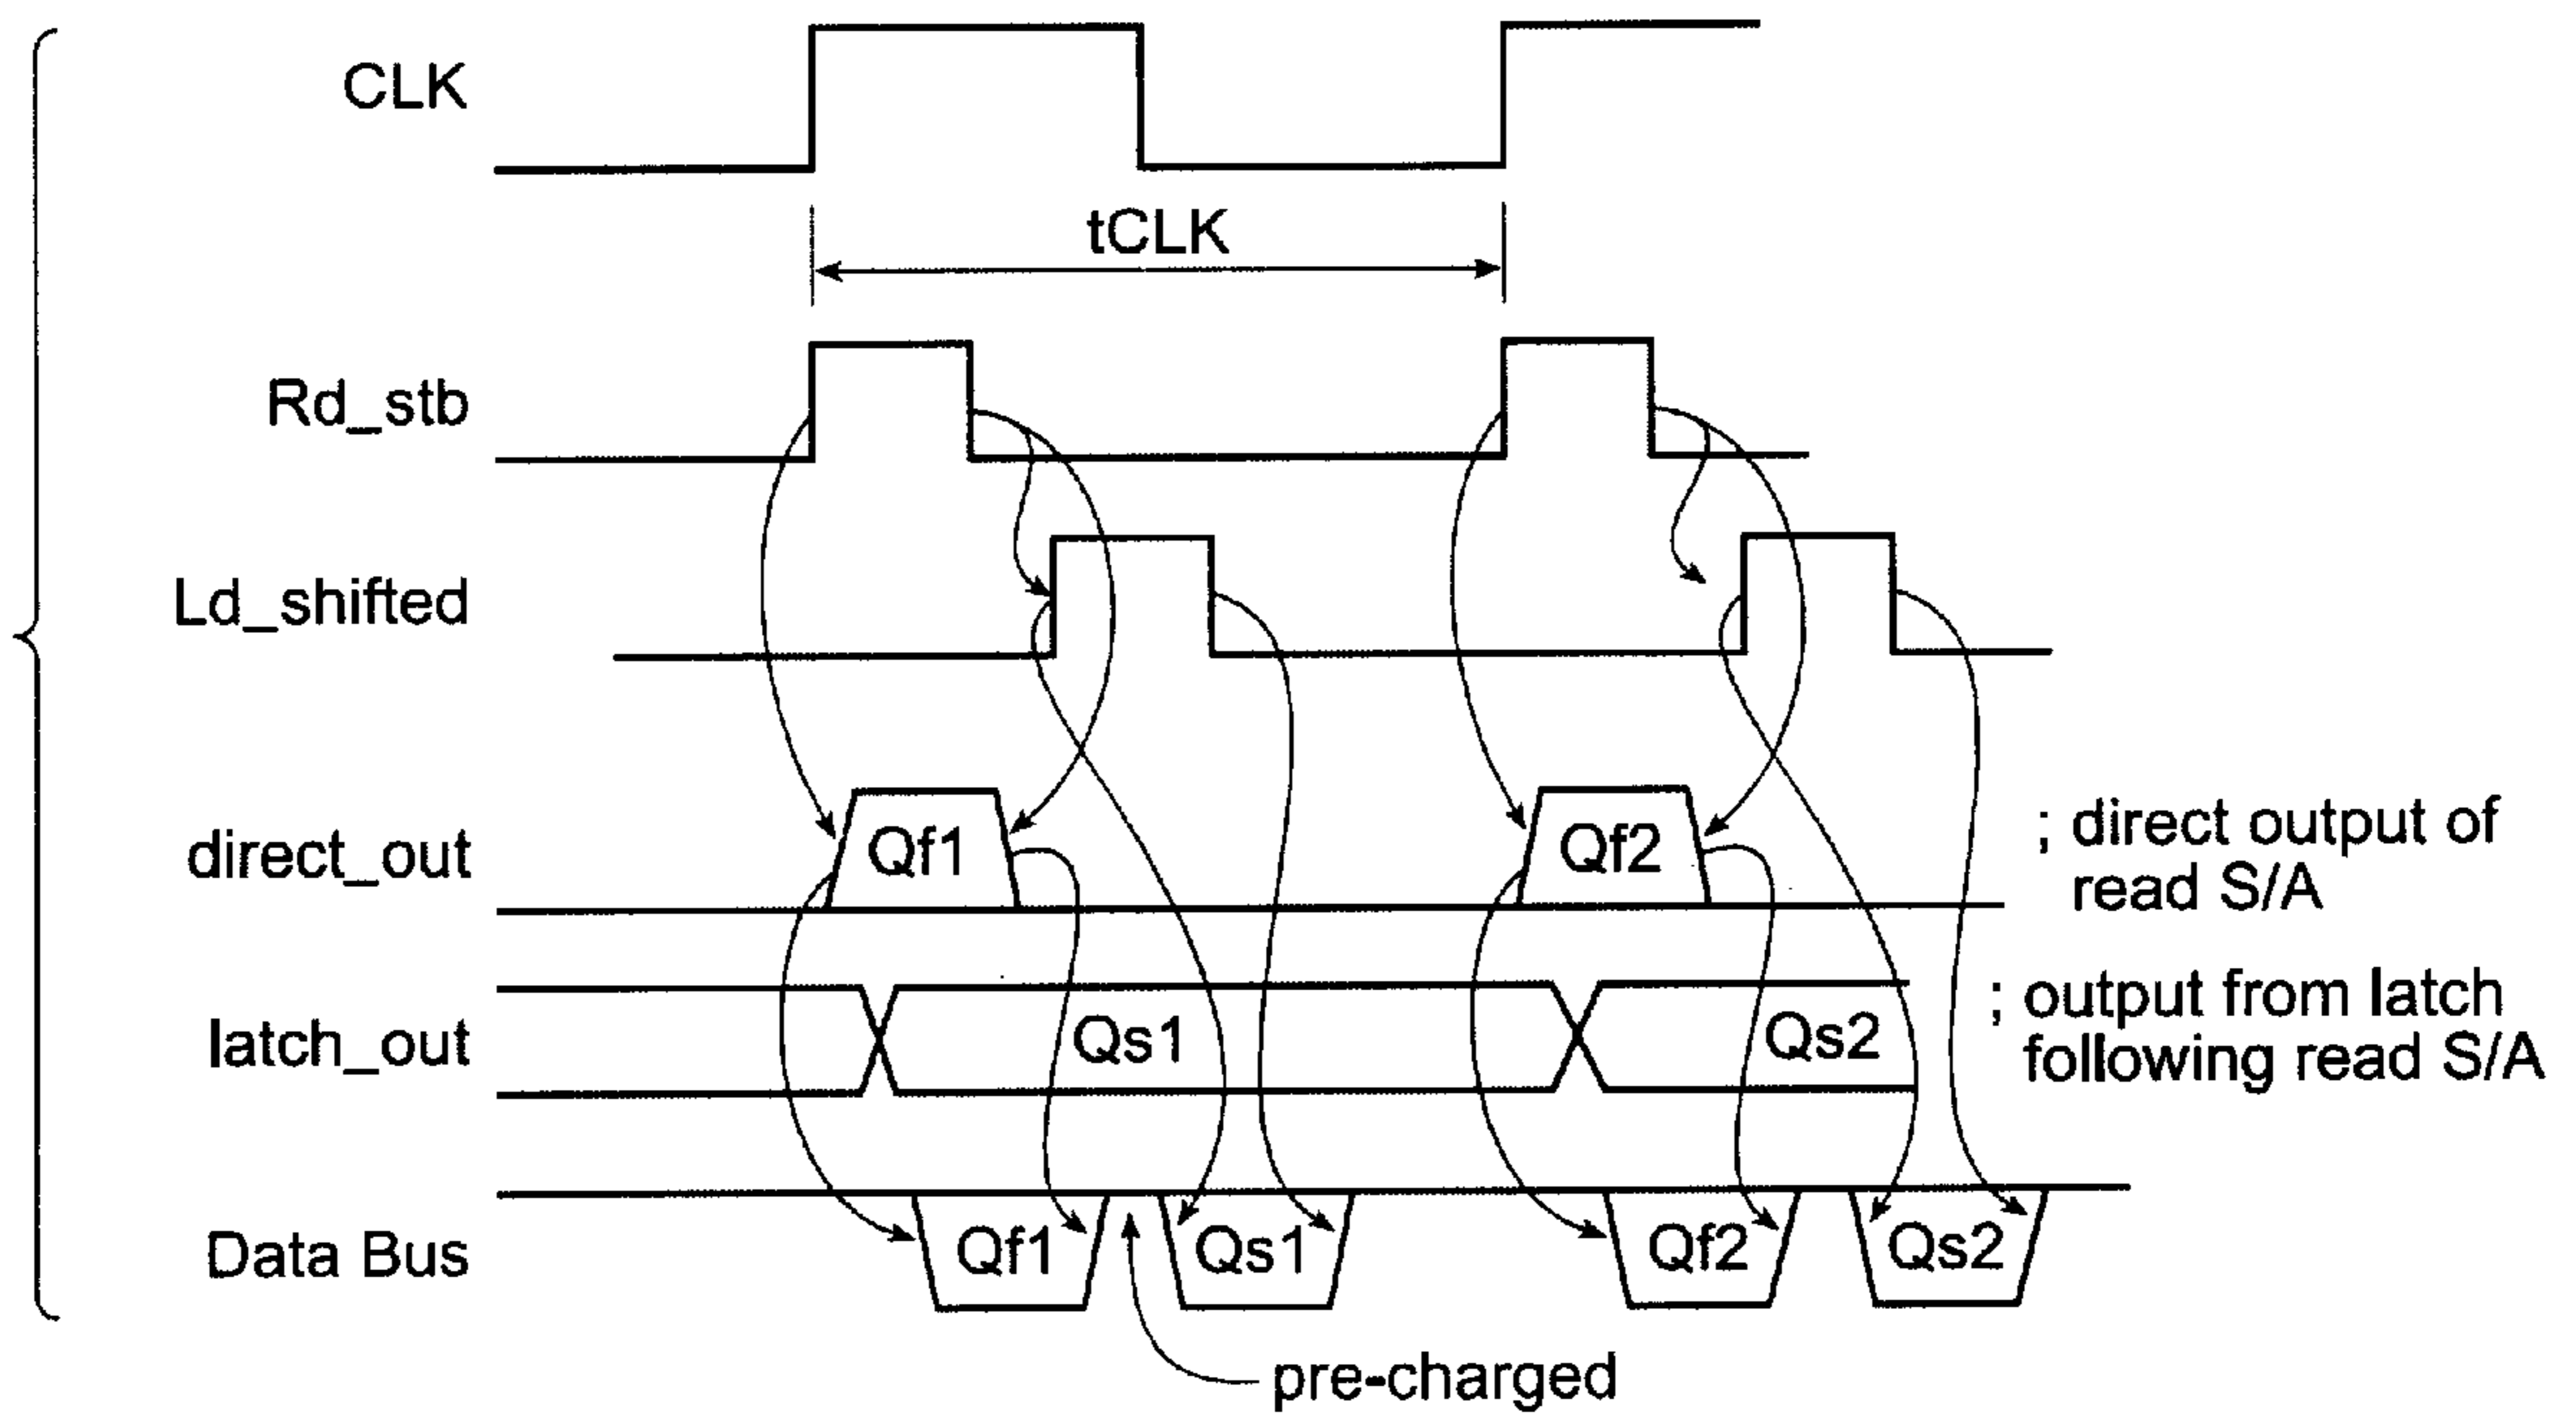 CLK
tCLK
Rd_stb
Ld_shifted
direct_out
Qf1
Qf2
; direct output of
read S/A
latch_out
Qs1
Qs2
; output from latch
following read S/A
Data Bus
Qf1
Qs1
Qf2
Qs2
pre-charged